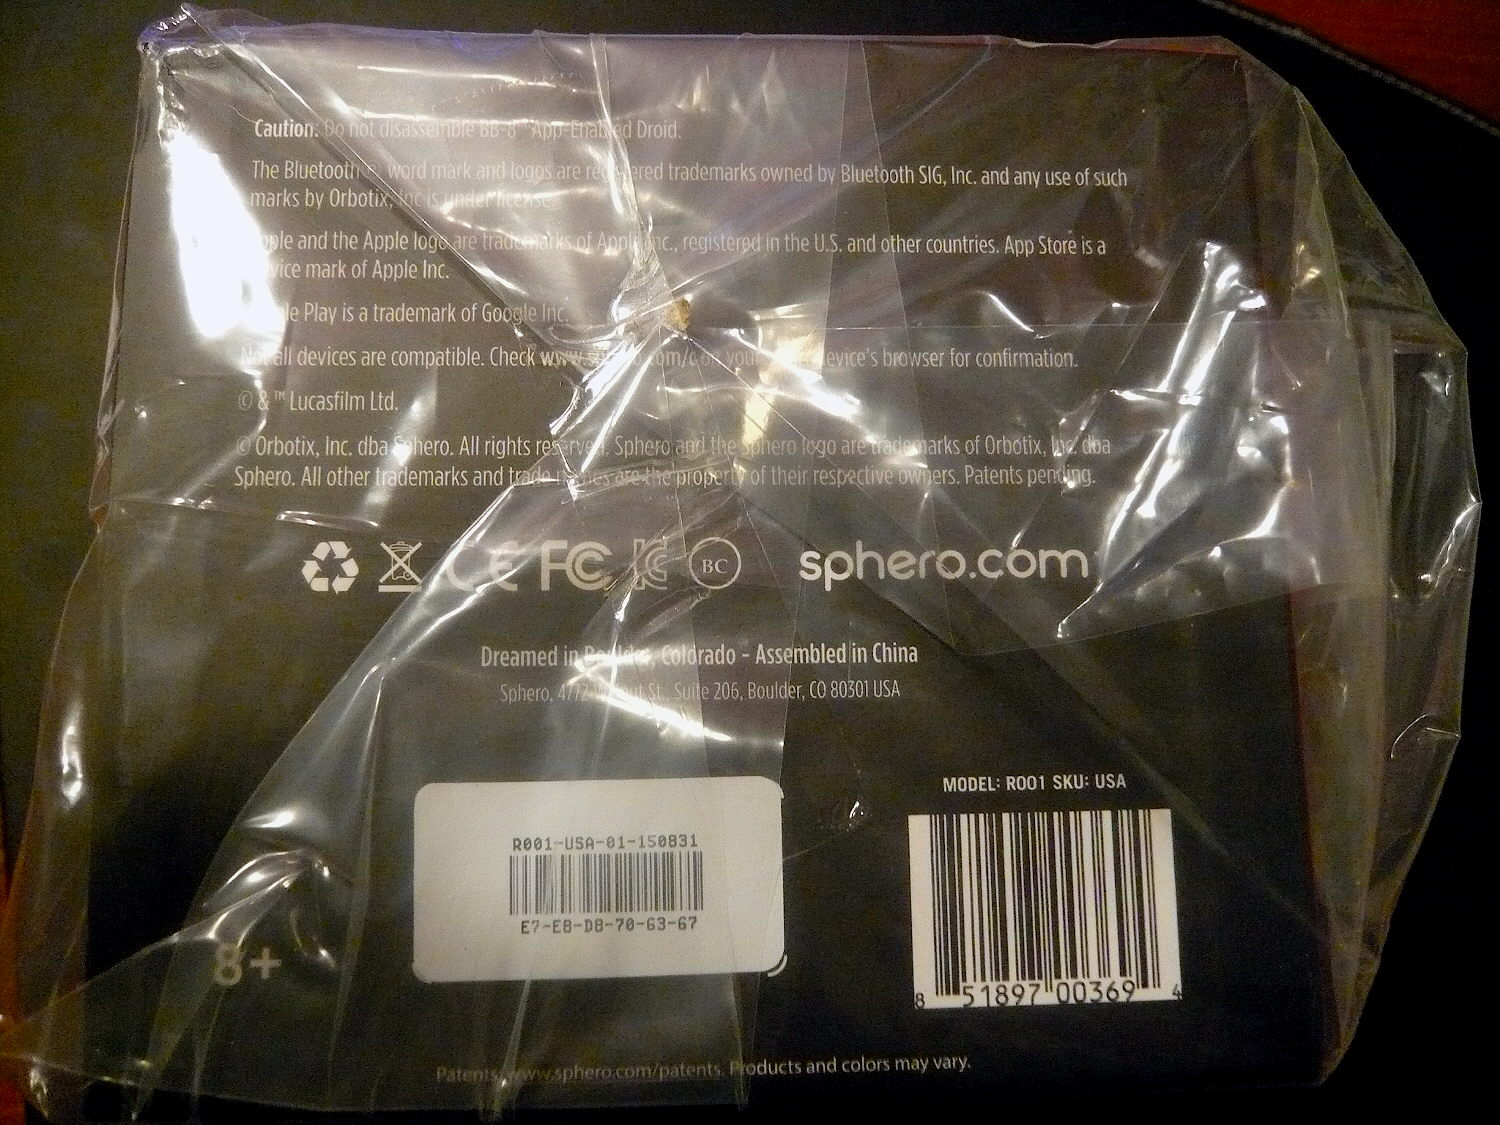 Caution: Do not disassemble BB-8™ App-Enabled Droid.
The Bluetooth®, word mark and logos are registered trademarks owned by Bluetooth SIG, Inc. and any use of such
marks by Orbotix, Inc is under license.
Apple and the Apple logo are trademarks of Apple Inc., registered in the U.S. and other countries. App Store is a
service mark of Apple Inc.
Play is a trademark of Google Inc.
Not all devices are compatible. Check device's browser for confirmation.
© & ™ Lucasfilm Ltd.
© Orbotix, Inc. dba Sphero. All rights reserved. Sphero and the Sphero logo are trademarks of Orbotix, Inc. dba
Sphero. All other trademarks and trade names are the property of their respective owners. Patents pending.
CE FC BC sphero.com
Dreamed in Boulder, Colorado - Assembled in China
Sphero, 4772 Walnut St., Suite 206, Boulder, CO 80301 USA
MODEL: R001 SKU: USA
R001-USA-01-150831
E7-E8-D8-70-63-67
8+
8 51897 00369 4
Patents: www.sphero.com/patents. Products and colors may vary.